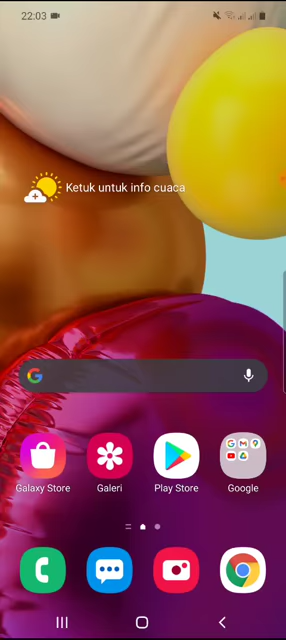 22:03
Ketuk untuk info cuaca
Galaxy Store
Galeri
Play Store
Google